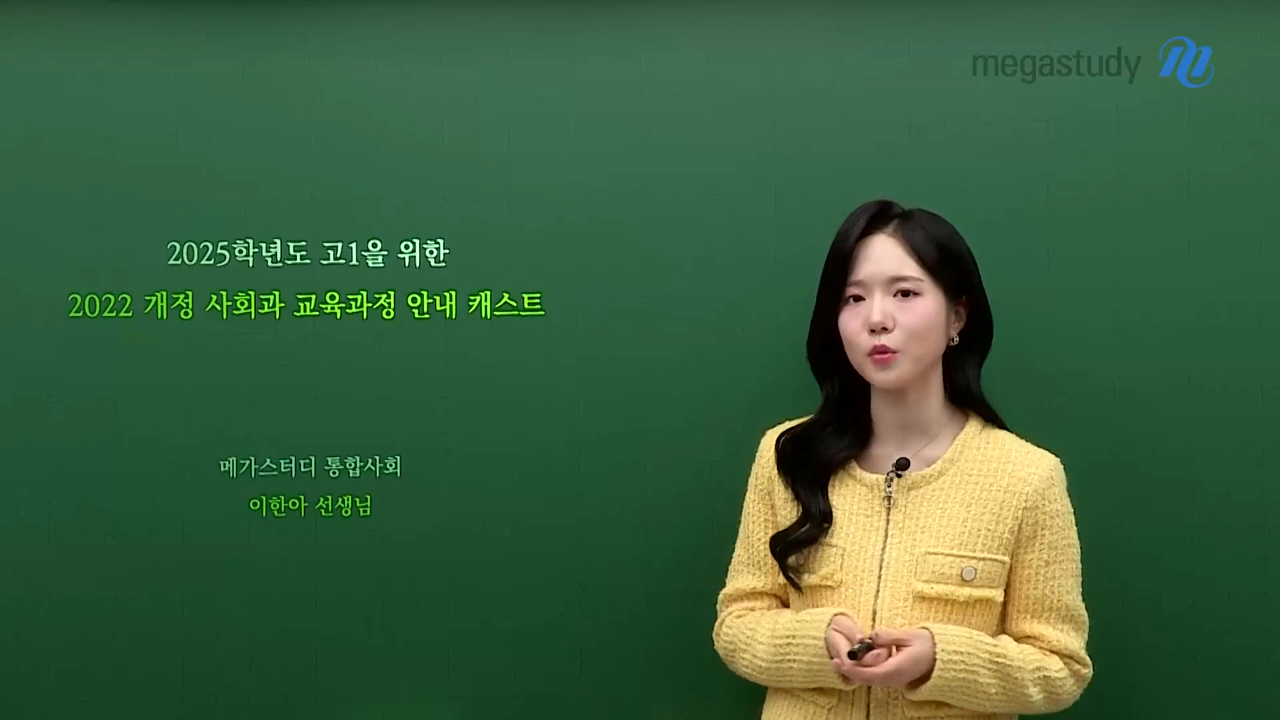 megastudy
2025학년도 고1을 위한
2022 개정 사회과 교육과정 안내 캐스트
메가스터디 통합사회
이한아 선생님